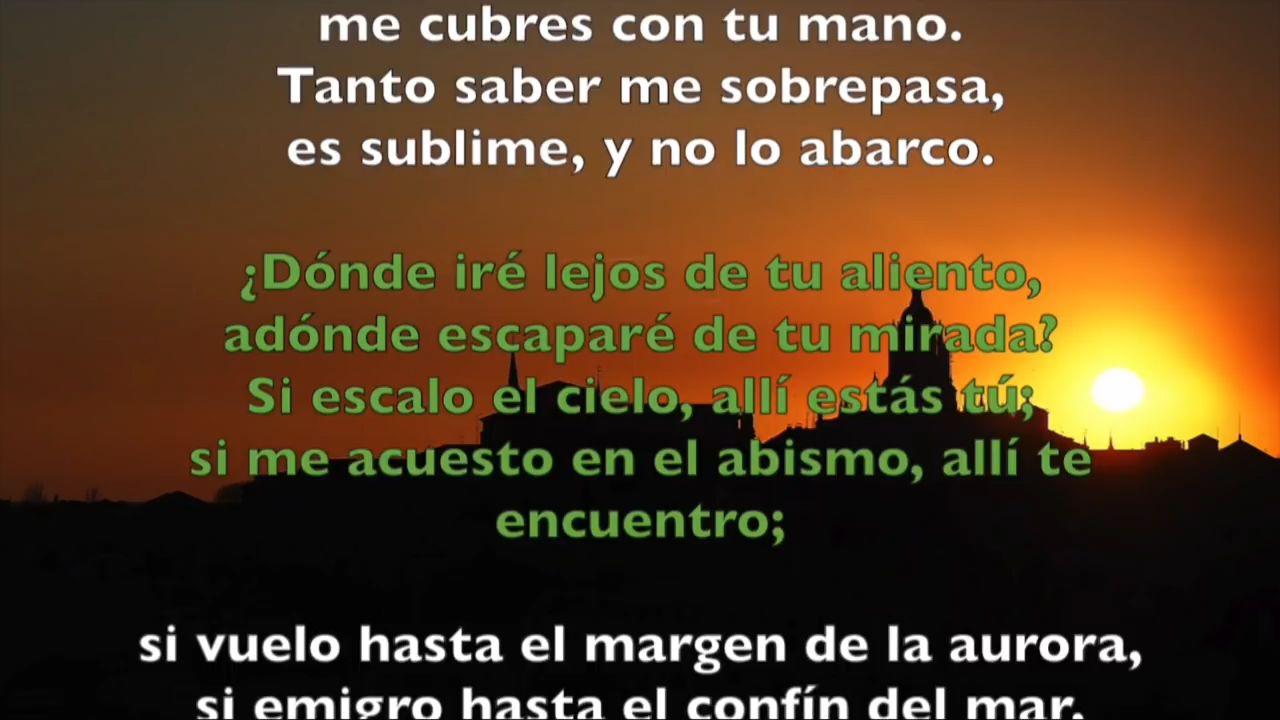 me cubres con tu mano.
Tanto saber me sobrepasa,
es sublime, y no lo abarco.
¿Dónde iré lejos de tu aliento,
adónde escaparé de tu mirada?
Si escalo el cielo, allí estás tú;
si me acuesto en el abismo, allí te
encuentro;
si vuelo hasta el margen de la aurora,
si emigro hasta el confín del mar,